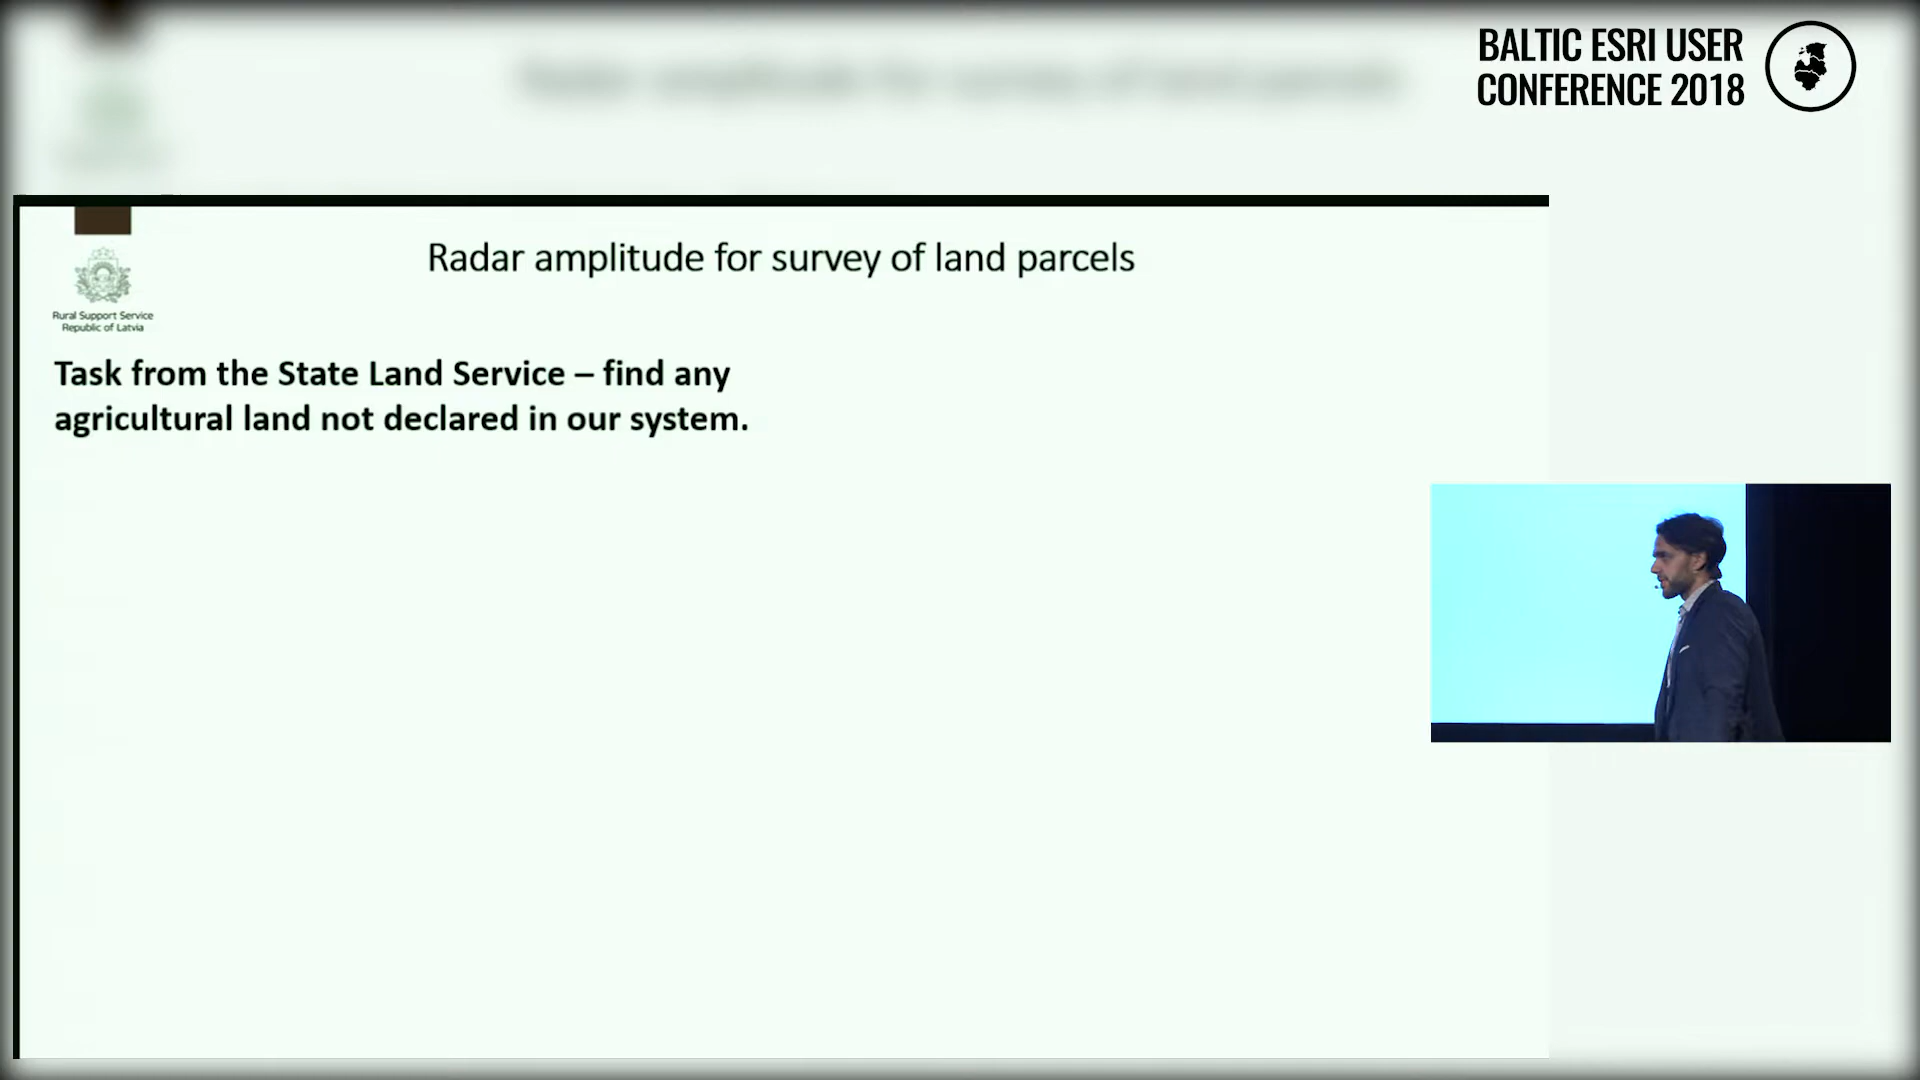 BALTIC ESRI USER
CONFERENCE 2018
Radar amplitude for survey of land parcels
Rural Support Service
Republic of Latvia
Task from the State Land Service – find any
agricultural land not declared in our system.